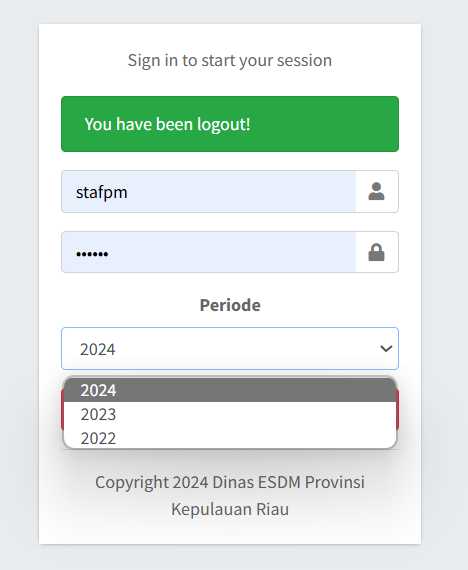 Sign in to start your session
You have been logout!
stafpm
••••••
Periode
2024
2024
2023
2022
Copyright 2024 Dinas ESDM Provinsi
Kepulauan Riau